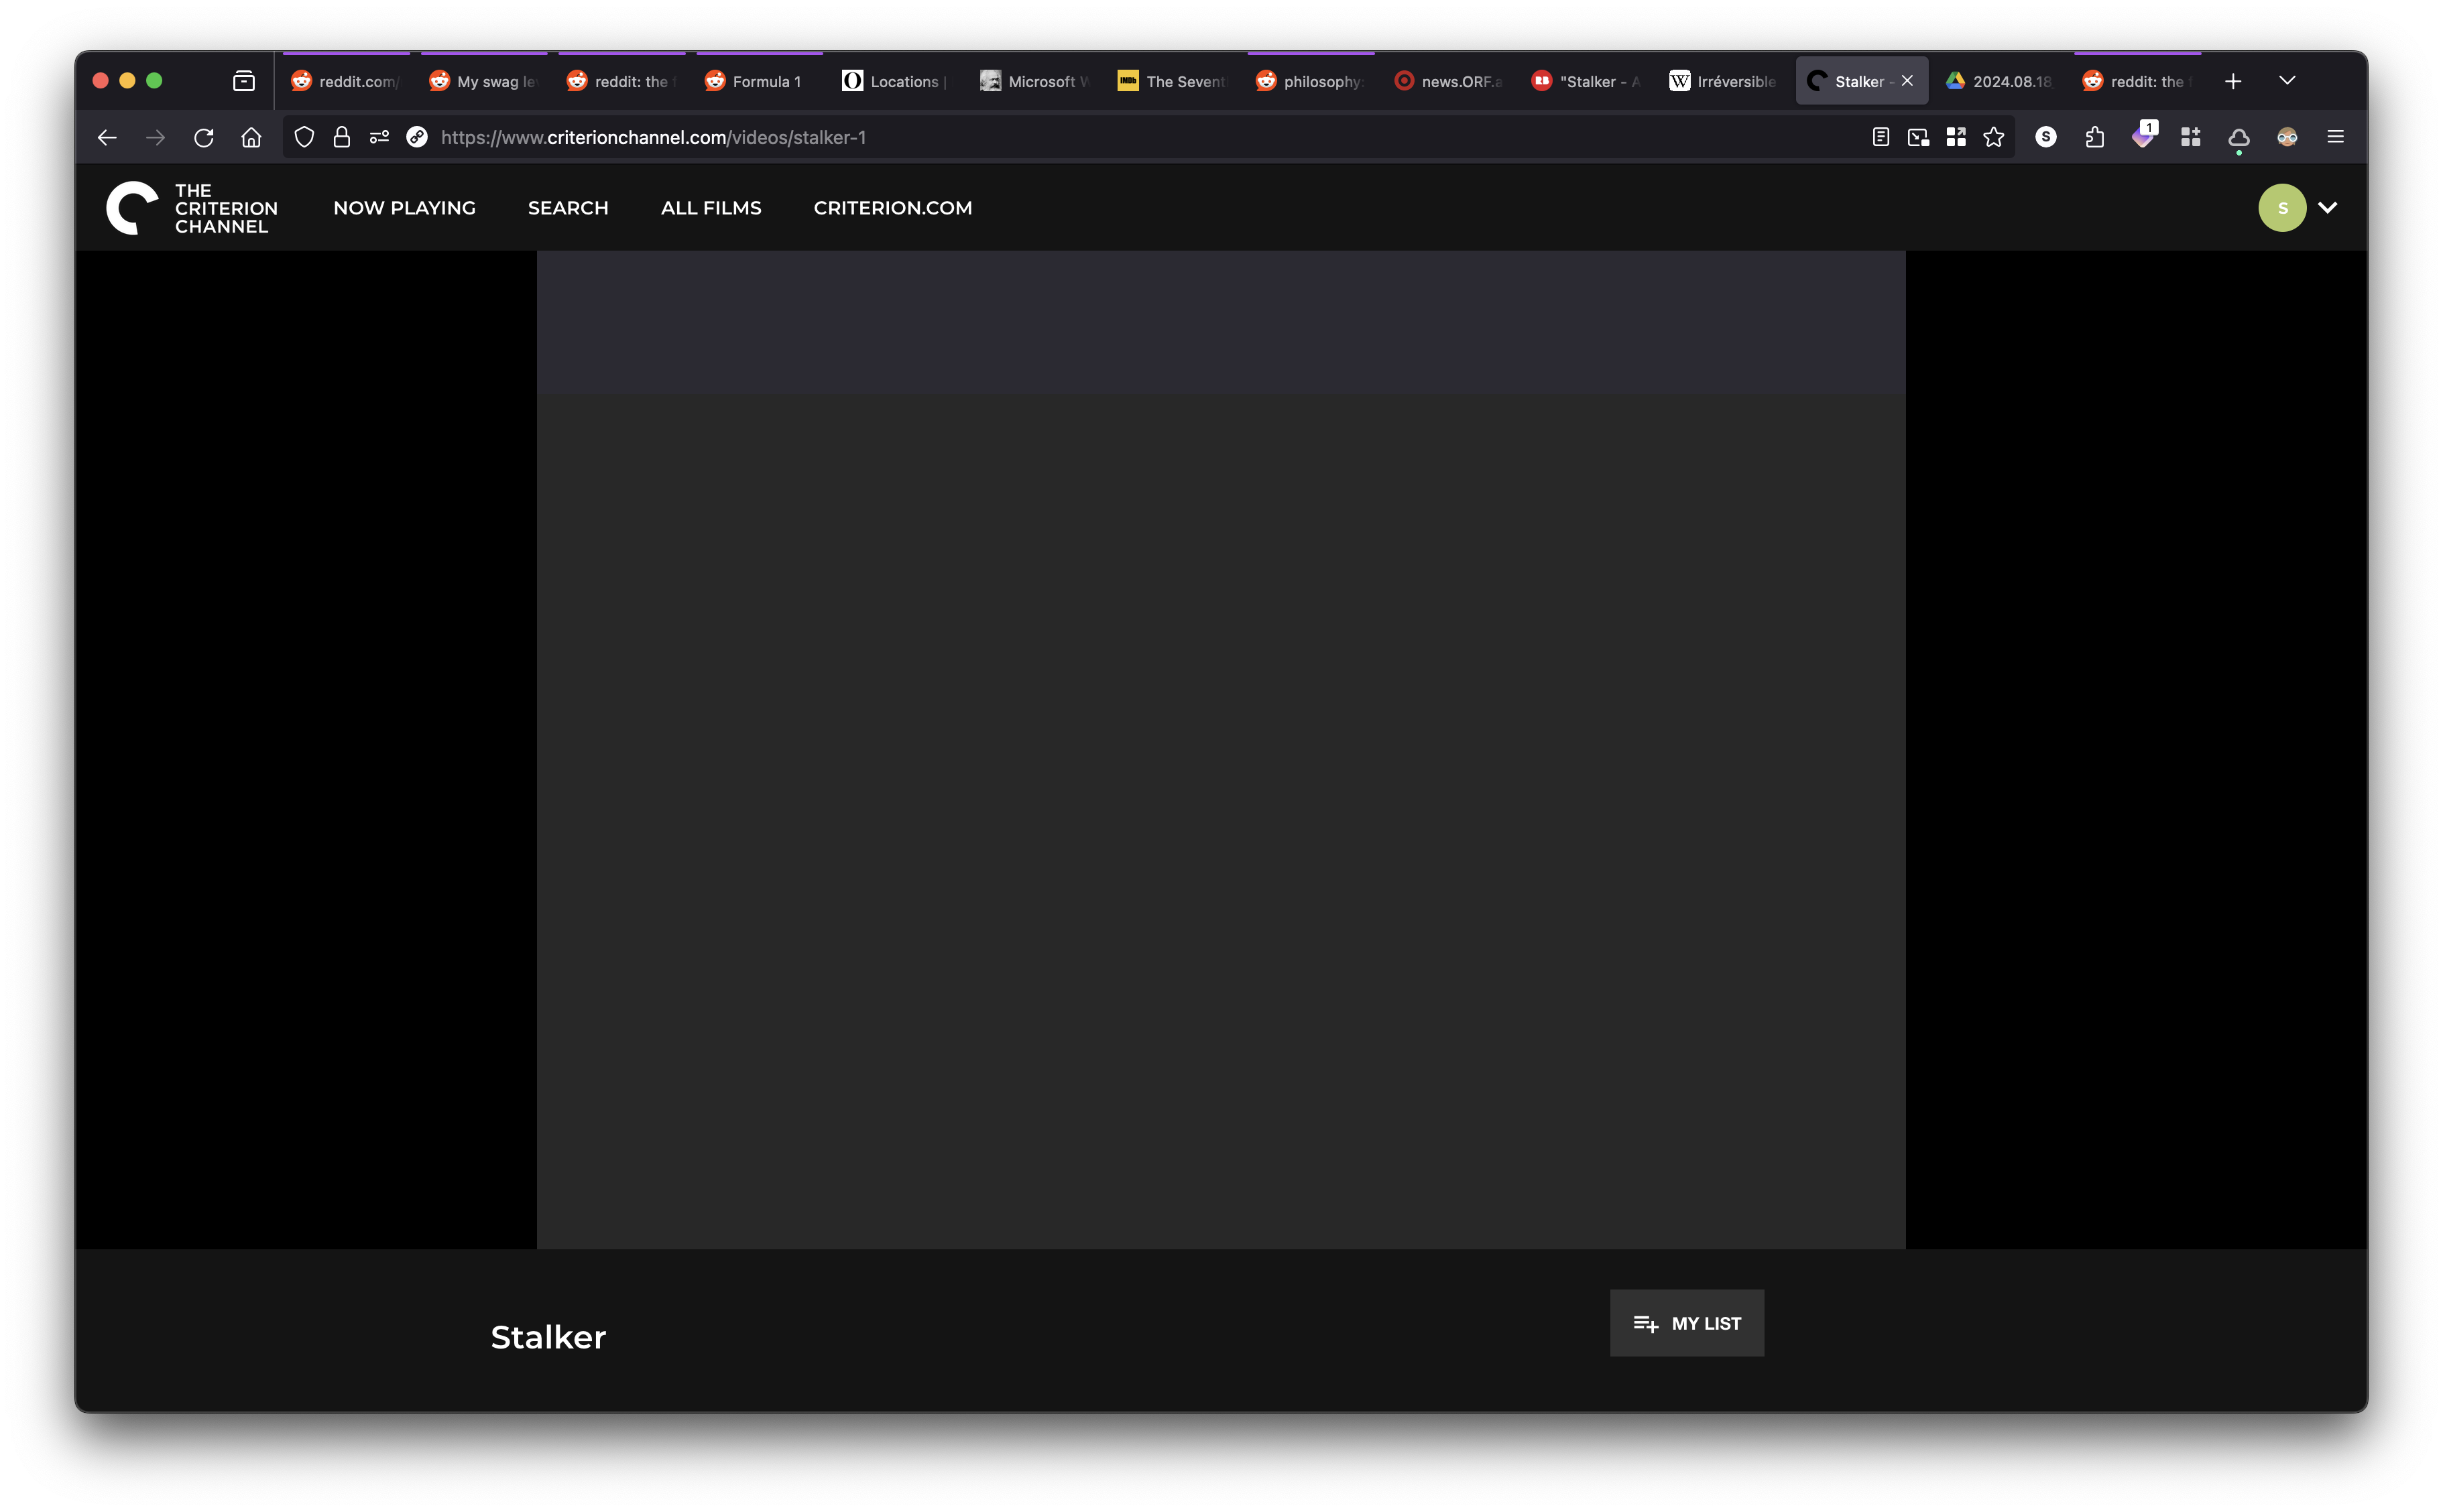 reddit.com/
My swag le
reddit: the f
Formula 1
Locations |
Microsoft W
IMDb
The Sevent
philosophy:
news.ORF.a
"Stalker - A
W
Irréversible
Stalker -
2024.08.18
reddit: the f
https://www.criterionchannel.com/videos/stalker-1
S
1
THE
CRITERION
CHANNEL
NOW PLAYING
SEARCH
ALL FILMS
CRITERION.COM
S
Stalker
MY LIST